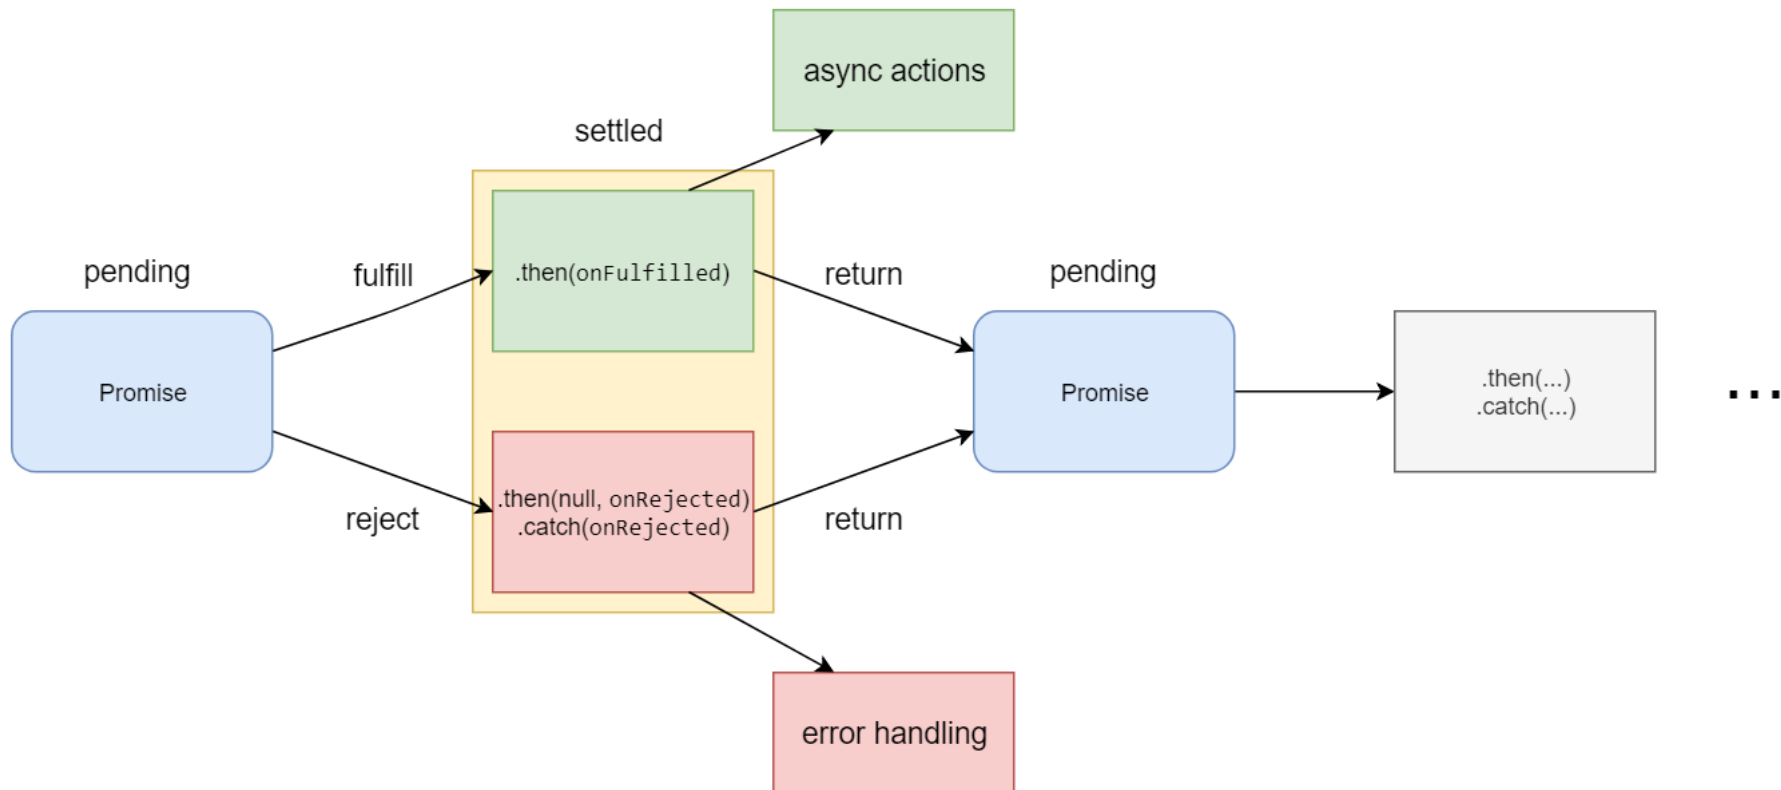 async actions
settled
pending
fulfill
.then(onFulfilled)
return
pending
Promise
Promise
.then(...)
.catch(...)
...
reject
.then(null, onRejected)
.catch(onRejected)
return
error handling